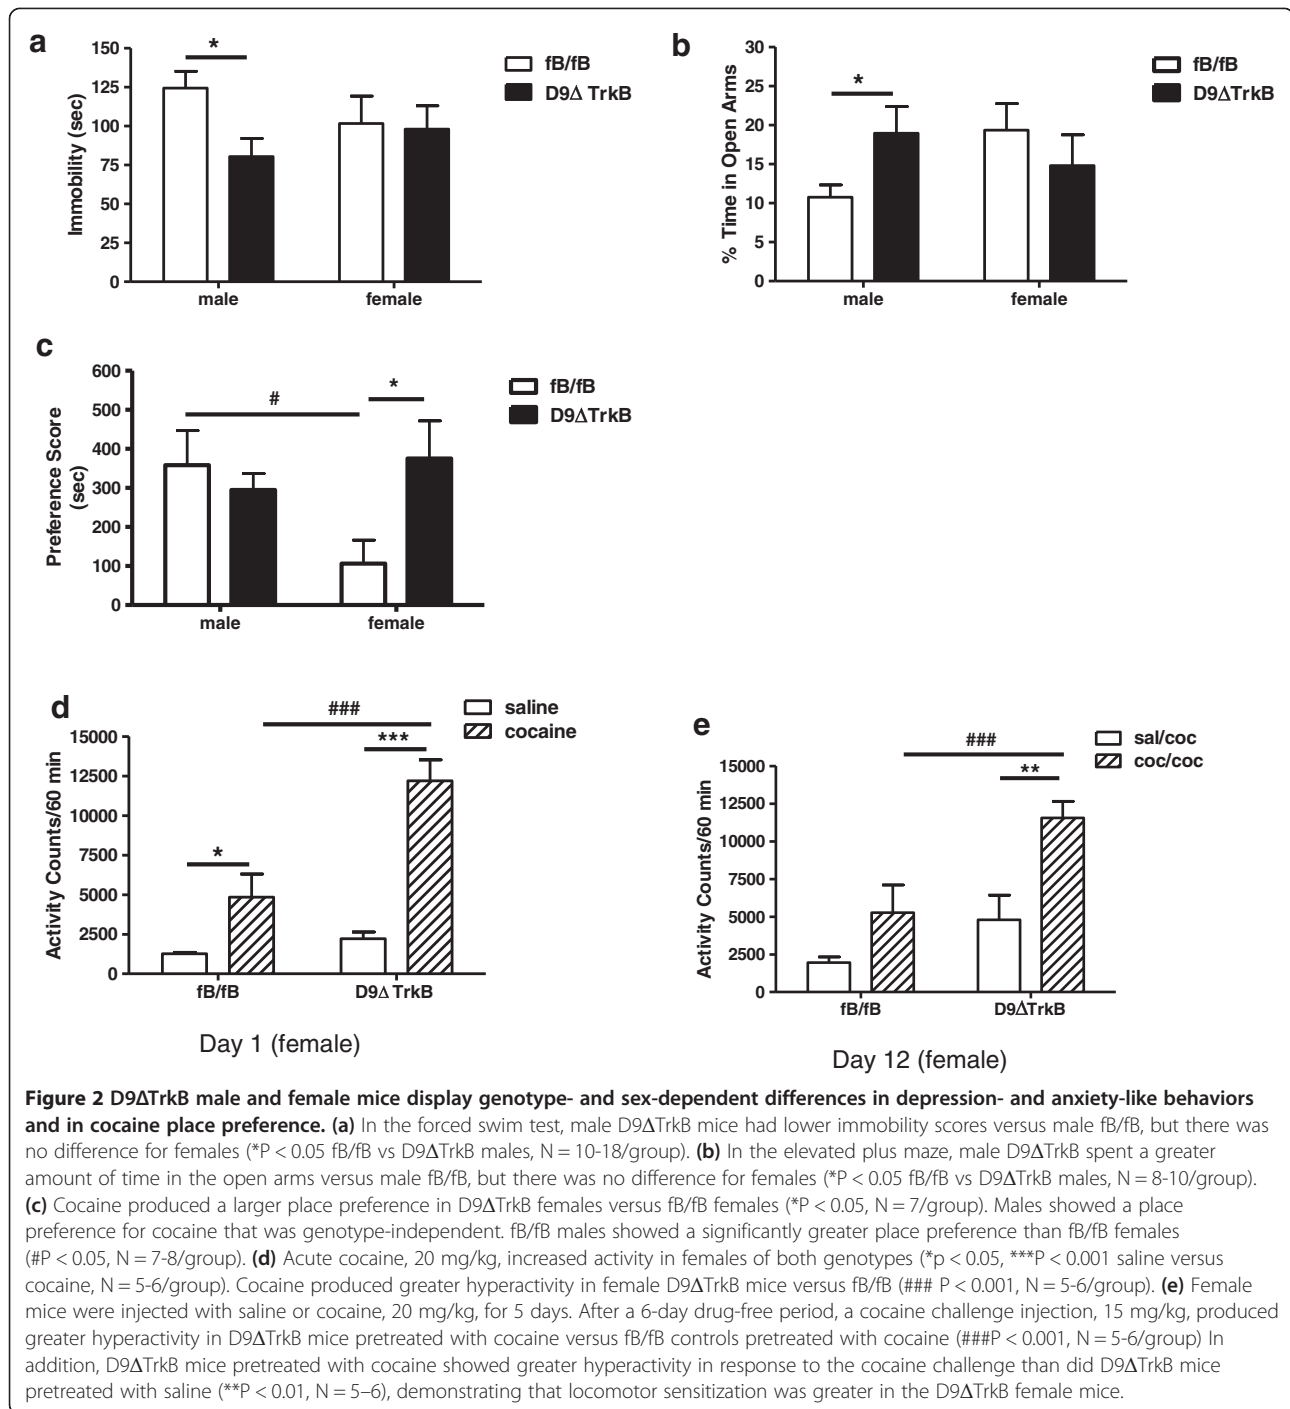 a
150
125
100
75
50
25
0
Immobility (sec)
*
male
female
fB/fB
D9Δ TrkB
b
30
25
20
15
10
5
0
% Time in Open Arms
*
male
female
fB/fB
D9ΔTrkB
c
600
500
400
300
200
100
0
Preference Score
(sec)
#
*
male
female
fB/fB
D9ΔTrkB
d
15000
12500
10000
7500
5000
2500
0
Activity Counts/60 min
*
***
###
fB/fB
D9Δ TrkB
saline
cocaine
Day 1 (female)
e
15000
12500
10000
7500
5000
2500
0
Activity Counts/60 min
###
**
fB/fB
D9ΔTrkB
sal/coc
coc/coc
Day 12 (female)
Figure 2 D9ΔTrkB male and female mice display genotype- and sex-dependent differences in depression- and anxiety-like behaviors
and in cocaine place preference. (a) In the forced swim test, male D9ΔTrkB mice had lower immobility scores versus male fB/fB, but there was
no difference for females (*P < 0.05 fB/fB vs D9ΔTrkB males, N = 10-18/group). (b) In the elevated plus maze, male D9ΔTrkB spent a greater
amount of time in the open arms versus male fB/fB, but there was no difference for females (*P < 0.05 fB/fB vs D9ΔTrkB males, N = 8-10/group).
(c) Cocaine produced a larger place preference in D9ΔTrkB females versus fB/fB females (*P < 0.05, N = 7/group). Males showed a place
preference for cocaine that was genotype-independent. fB/fB males showed a significantly greater place preference than fB/fB females
(#P < 0.05, N = 7-8/group). (d) Acute cocaine, 20 mg/kg, increased activity in females of both genotypes (*p < 0.05, ***P < 0.001 saline versus
cocaine, N = 5-6/group). Cocaine produced greater hyperactivity in female D9ΔTrkB mice versus fB/fB (### P < 0.001, N = 5-6/group). (e) Female
mice were injected with saline or cocaine, 20 mg/kg, for 5 days. After a 6-day drug-free period, a cocaine challenge injection, 15 mg/kg, produced
greater hyperactivity in D9ΔTrkB mice pretreated with cocaine versus fB/fB controls pretreated with cocaine (###P < 0.001, N = 5-6/group) In
addition, D9ΔTrkB mice pretreated with cocaine showed greater hyperactivity in response to the cocaine challenge than did D9ΔTrkB mice
pretreated with saline (**P < 0.01, N = 5–6), demonstrating that locomotor sensitization was greater in the D9ΔTrkB female mice.